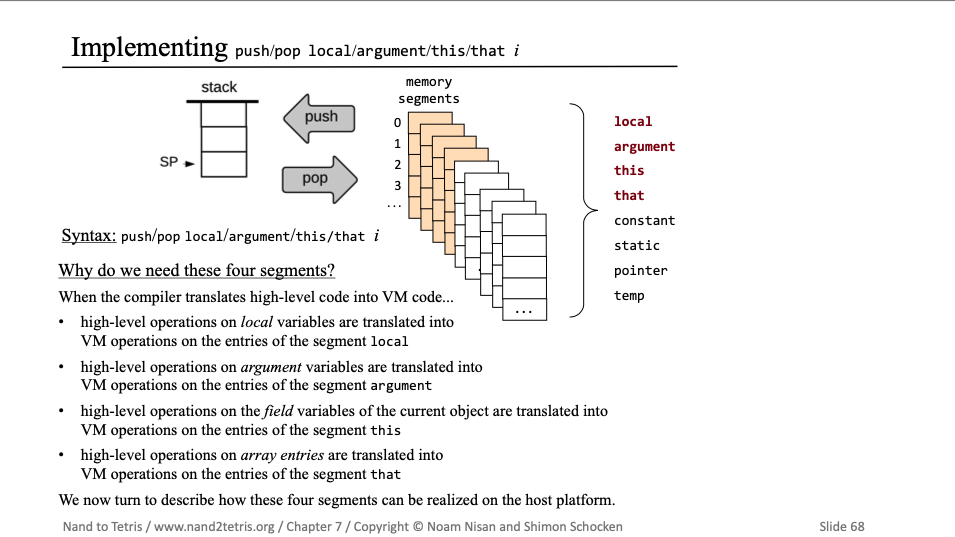 Implementing push/pop local/argument/this/that i
stack
push
pop
SP
memory
segments
0
1
2
3
...
...
local
argument
this
that
constant
static
pointer
temp
Syntax: push/pop local/argument/this/that i
Why do we need these four segments?
When the compiler translates high-level code into VM code...
• high-level operations on local variables are translated into
VM operations on the entries of the segment local
• high-level operations on argument variables are translated into
VM operations on the entries of the segment argument
• high-level operations on the field variables of the current object are translated into
VM operations on the entries of the segment this
• high-level operations on array entries are translated into
VM operations on the entries of the segment that
We now turn to describe how these four segments can be realized on the host platform.
Nand to Tetris / www.nand2tetris.org / Chapter 7 / Copyright © Noam Nisan and Shimon Schocken
Slide 68